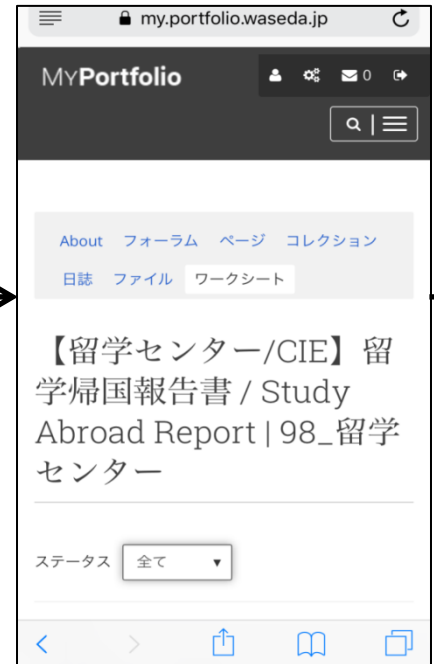 my.portfolio.waseda.jp
MyPortfolio
0
About フォーラム ページ コレクション
日誌 ファイル ワークシート
【留学センター/CIE】留
学帰国報告書 / Study
Abroad Report | 98_留学
センター
ステータス 全て